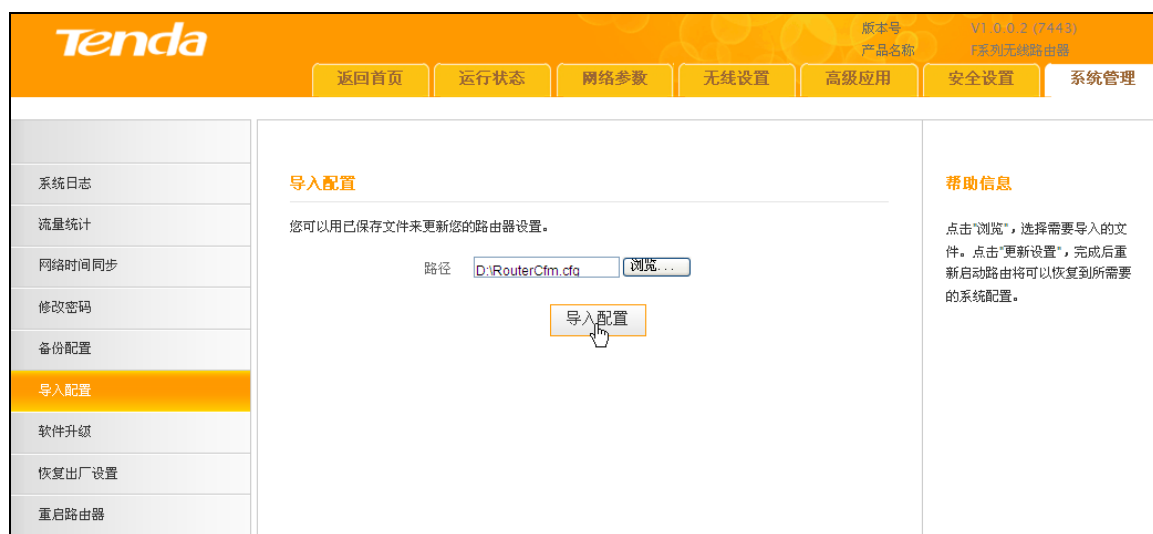 Tenda
版本号 V1.0.0.2 (7443)
产品名称 F系列无线路由器
返回首页 运行状态 网络参数 无线设置 高级应用 安全设置 系统管理
系统日志
流量统计
网络时间同步
修改密码
备份配置
导入配置
软件升级
恢复出厂设置
重启路由器
导入配置
您可以用已保存文件来更新您的路由器设置。
路径 D:\RouterCfm.cfg 浏览...
导入配置
帮助信息
点击"浏览"，选择需要导入的文
件。点击"更新设置"，完成后重
新启动路由将可以恢复到所需要
的系统配置。